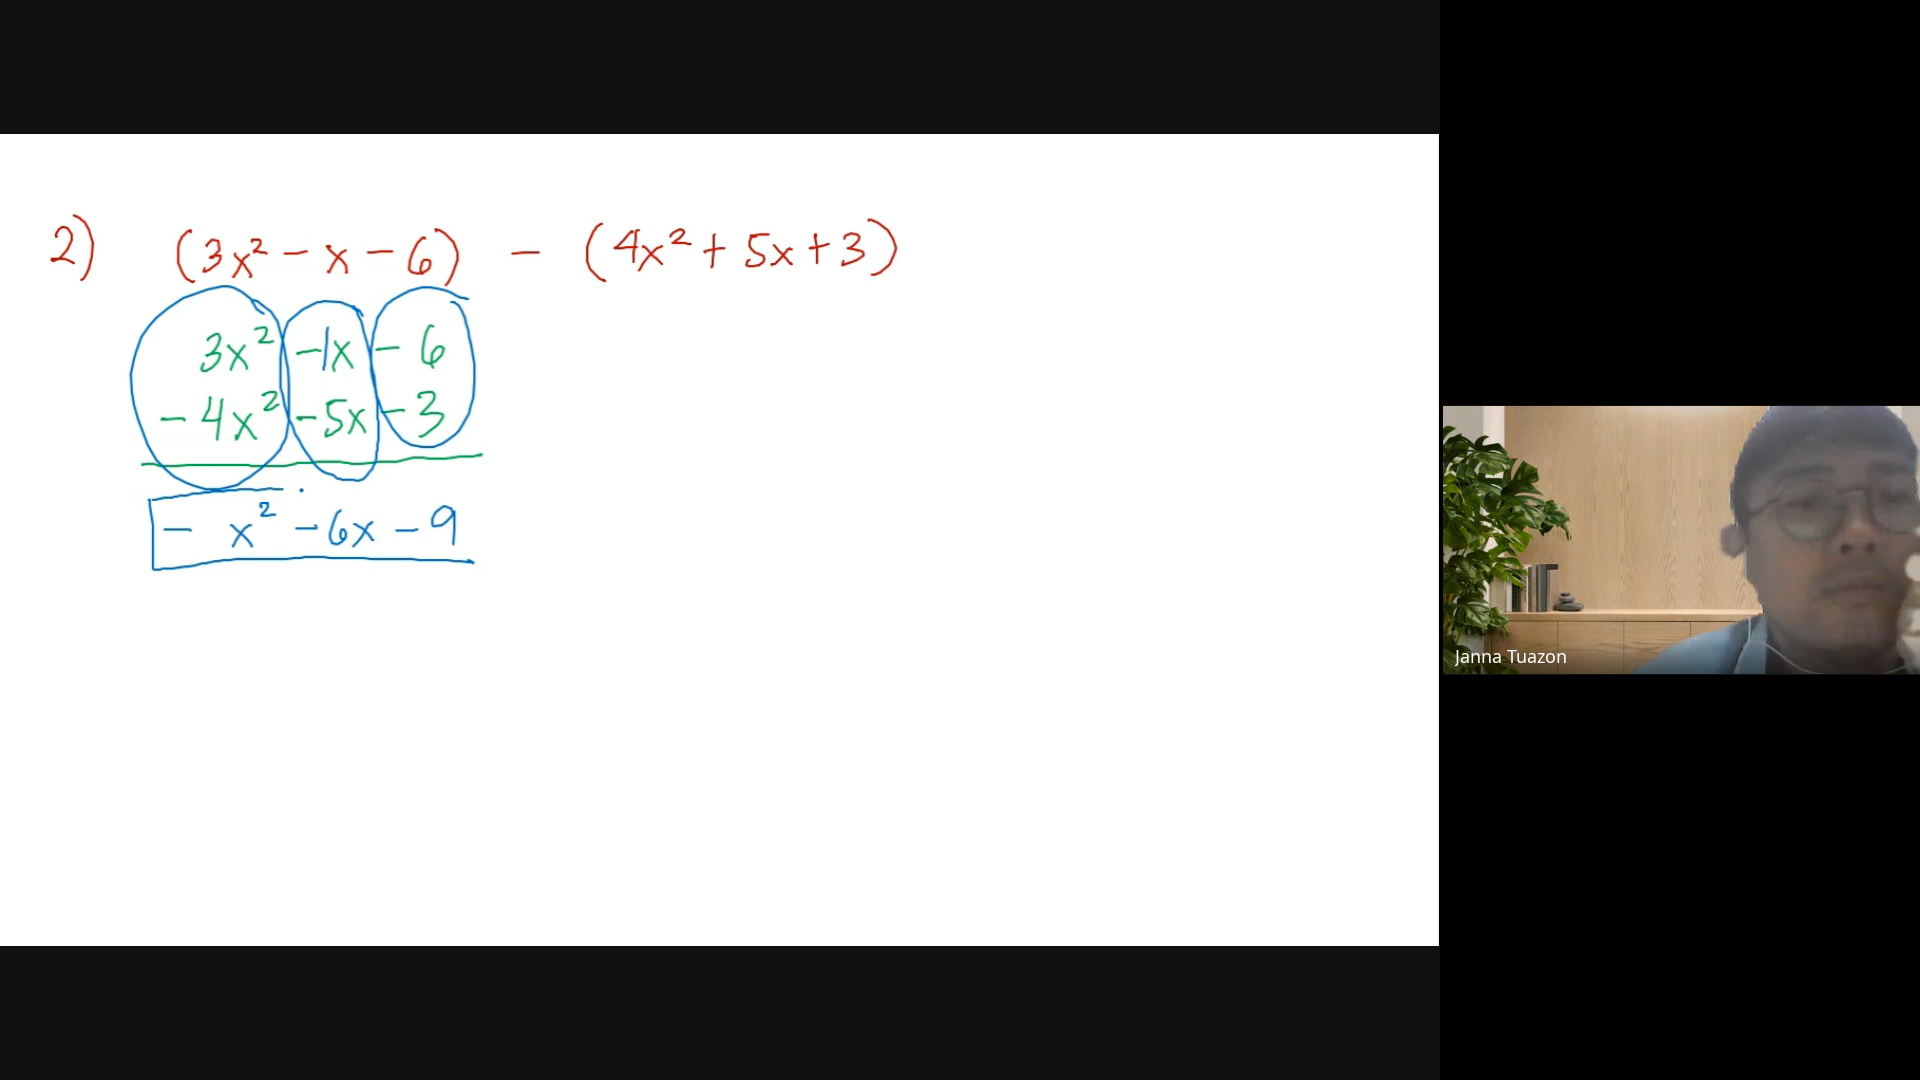 2) (3x² - x - 6) - (4x² + 5x + 3)
3x² -1x - 6
- 4x² -5x - 3
- x² - 6x - 9
Janna Tuazon